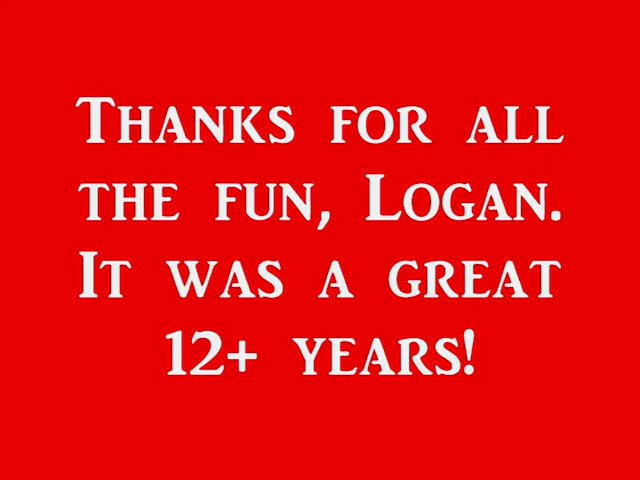 Thanks for all
the fun, Logan.
It was a great
12+ years!